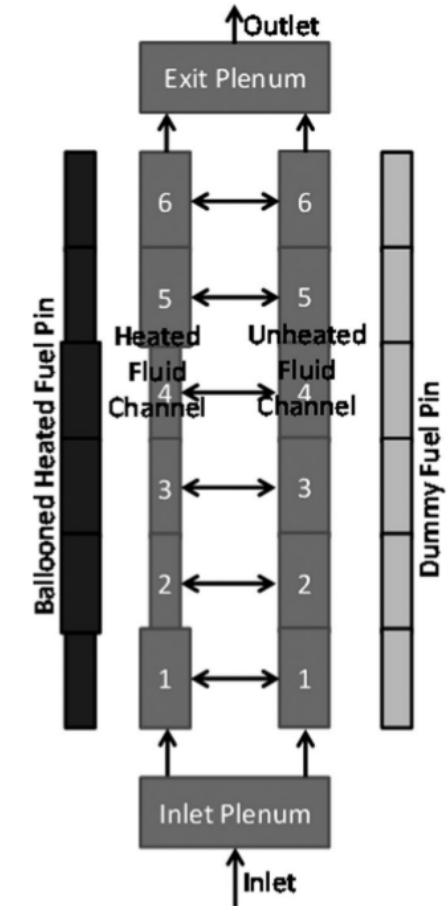 Outlet
Exit Plenum
6 6
5 5
Heated Unheated
Fluid Fluid
4 4
Channel Channel
3 3
2 2
1 1
Inlet Plenum
Inlet
Ballooned Heated Fuel Pin
Dummy Fuel Pin